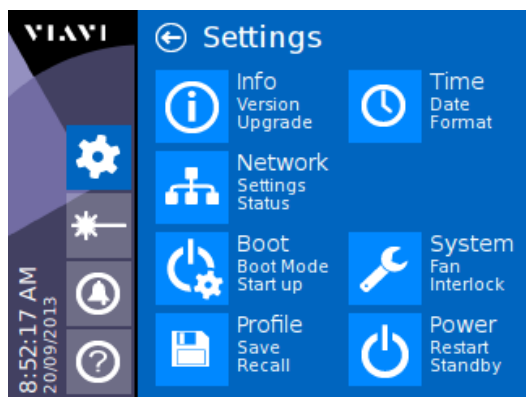 VIAVI
Settings
Info
Version
Upgrade
Time
Date
Format
Network
Settings
Status
Boot
Boot Mode
Start up
System
Fan
Interlock
Profile
Save
Recall
Power
Restart
Standby
8:52:17 AM
20/09/2013